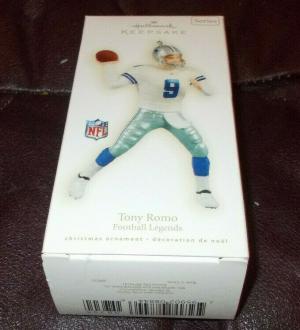 Hallmark
KEEPSAKE
Series
9
NFL
Tony Romo
Football Legends
christmas ornament • décoration de noël